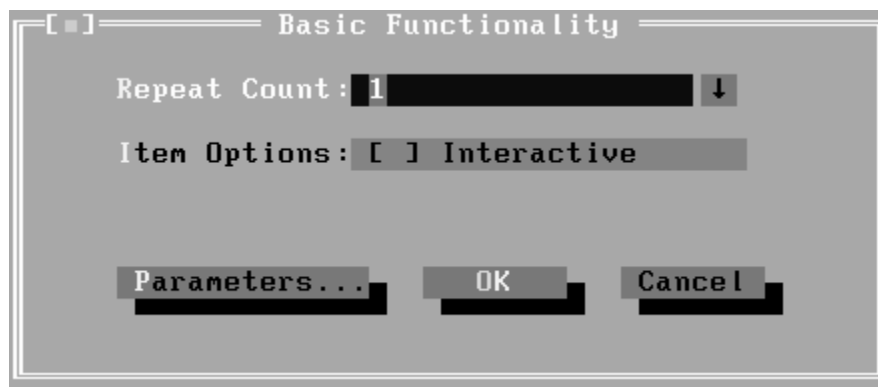 [■] Basic Functionality
Repeat Count: 1 ↓
Item Options: [ ] Interactive
Parameters... OK Cancel